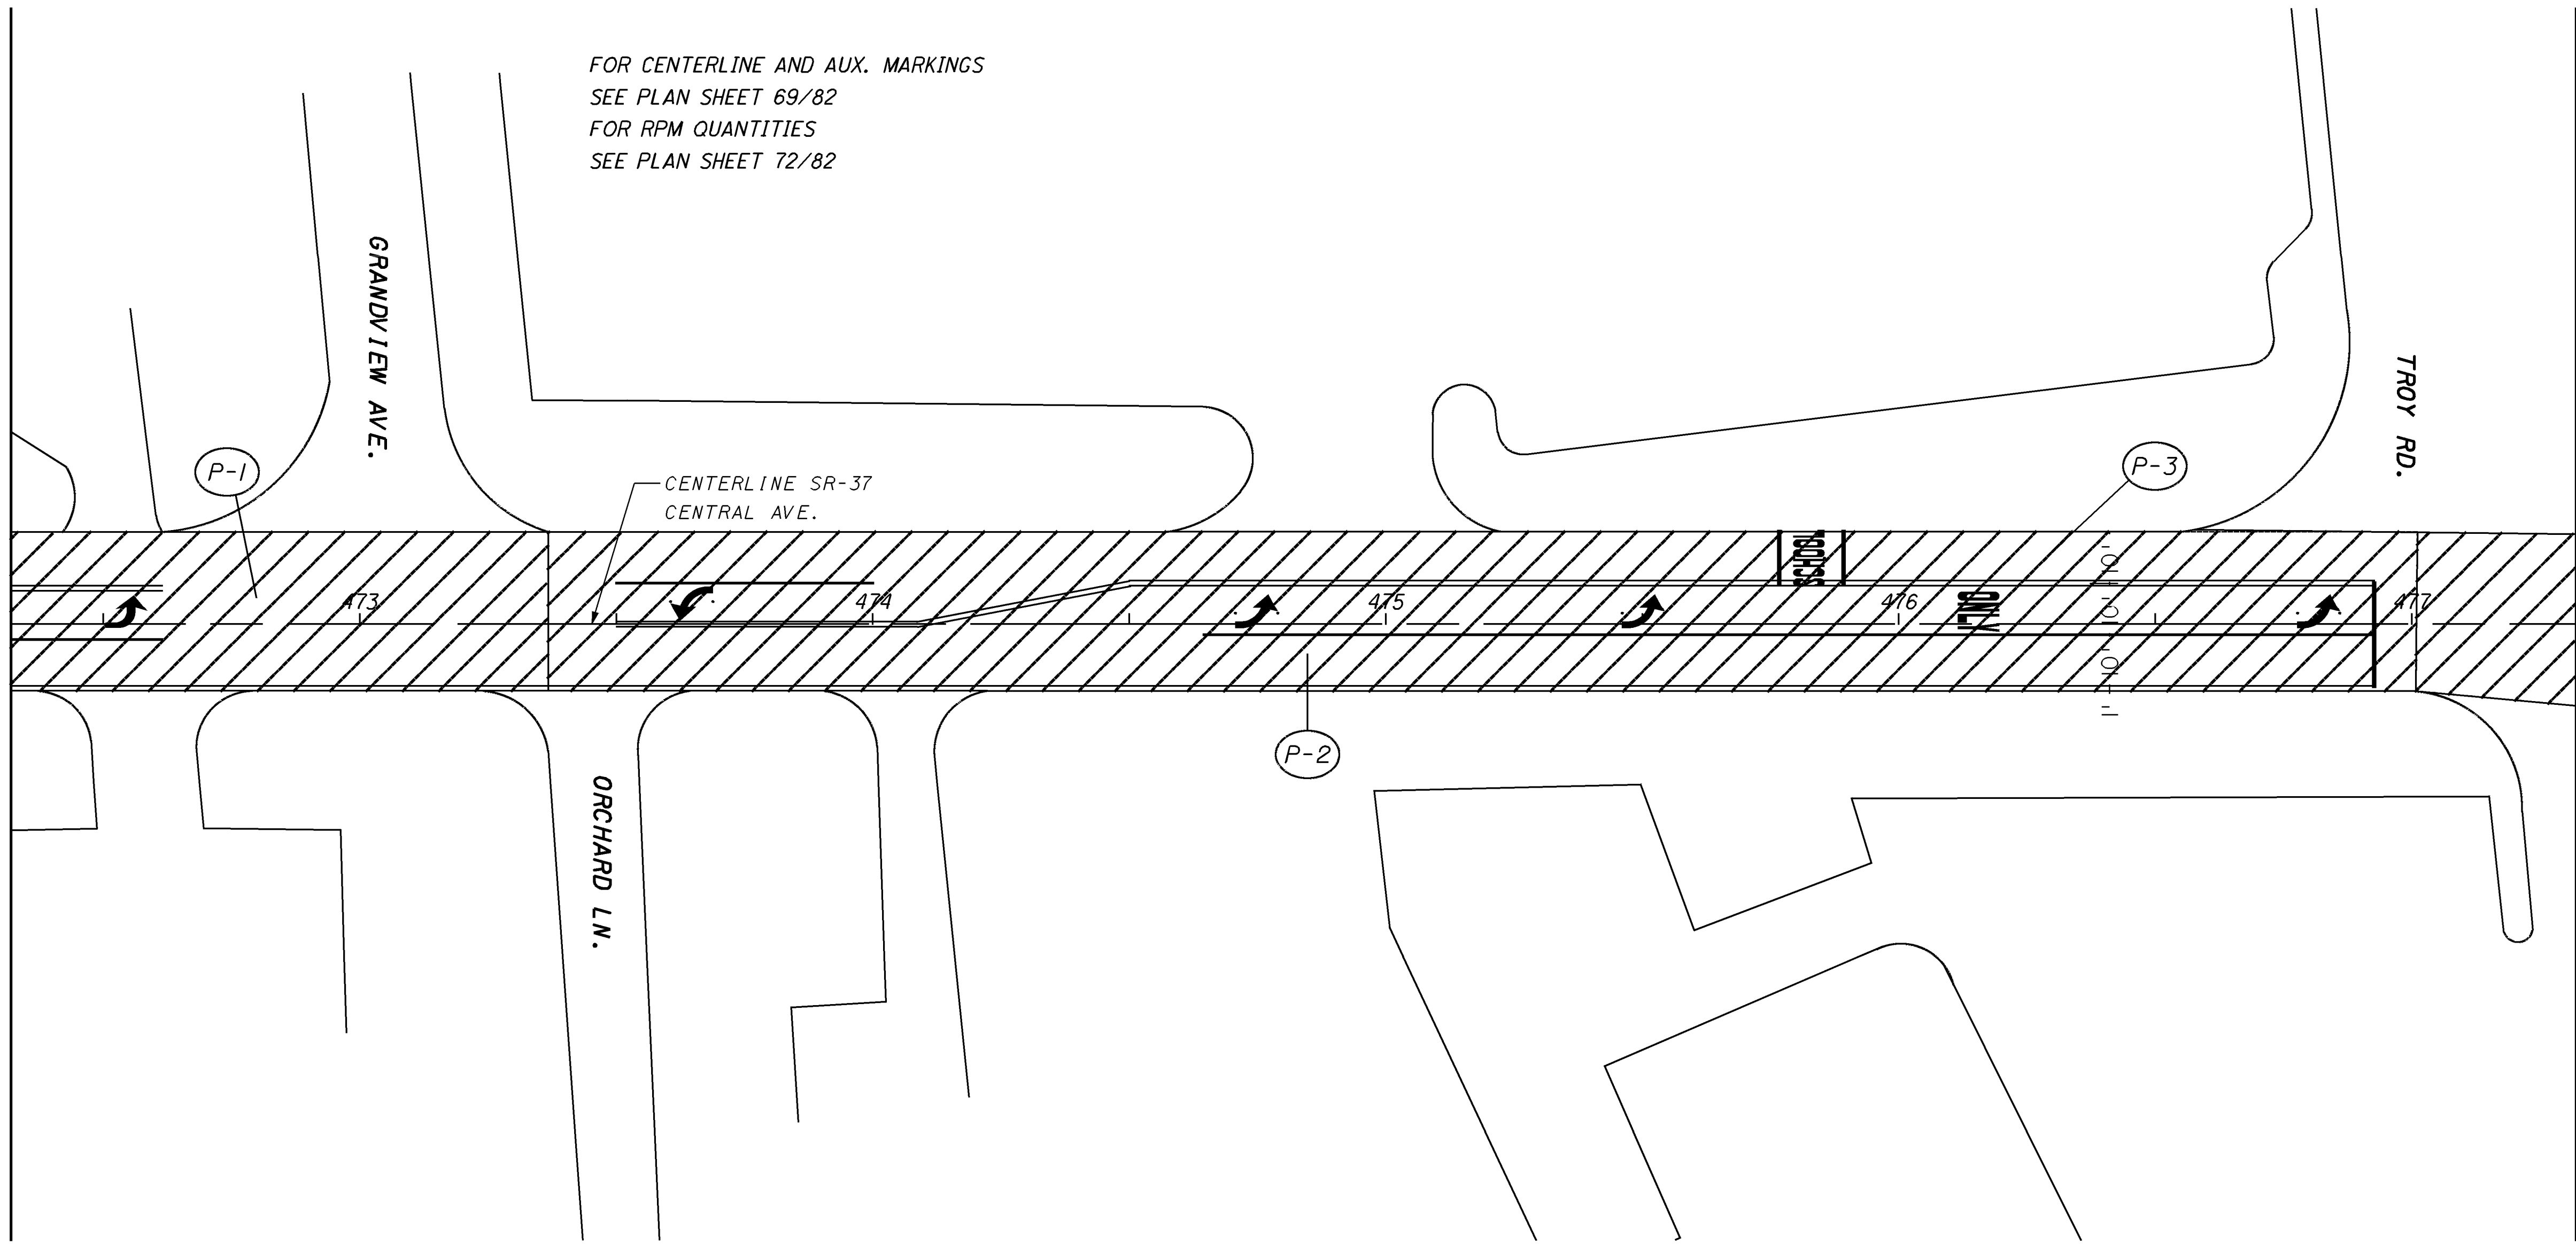 FOR CENTERLINE AND AUX. MARKINGS
SEE PLAN SHEET 69/82
FOR RPM QUANTITIES
SEE PLAN SHEET 72/82
GRANDVIEW AVE.
TROY RD.
P-1
P-3
CENTERLINE SR-37
CENTRAL AVE.
SCHOOL
473
474
475
476
477
ONLY
P-2
ORCHARD LN.